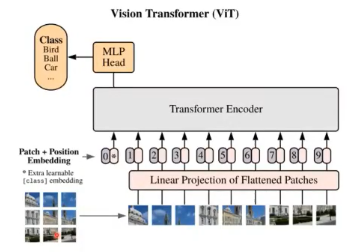 Vision Transformer (ViT)
Class
Bird
Ball
Car
...
MLP
Head
Transformer Encoder
Patch + Position
Embedding
0 * 1 2 3 4 5 6 7 8 9
* Extra learnable
[class] embedding
Linear Projection of Flattened Patches